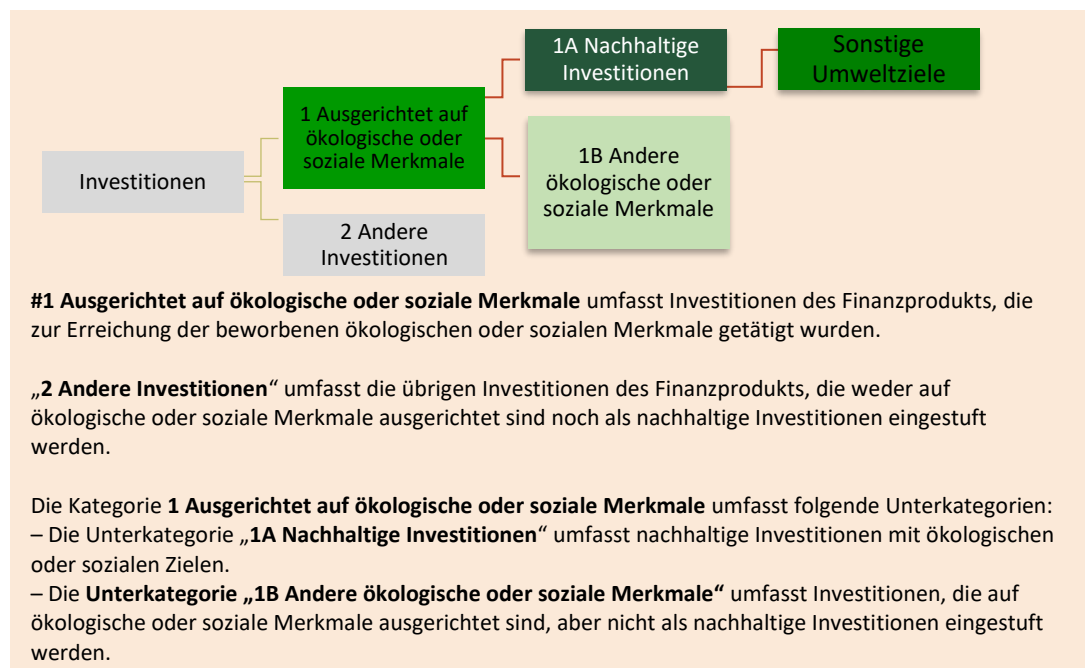 1A Nachhaltige
Investitionen
Sonstige
Umweltziele
1 Ausgerichtet auf
ökologische oder
soziale Merkmale
1B Andere
ökologische oder
soziale Merkmale
Investitionen
2 Andere
Investitionen
#1 Ausgerichtet auf ökologische oder soziale Merkmale umfasst Investitionen des Finanzprodukts, die
zur Erreichung der beworbenen ökologischen oder sozialen Merkmale getätigt wurden.
„2 Andere Investitionen“ umfasst die übrigen Investitionen des Finanzprodukts, die weder auf
ökologische oder soziale Merkmale ausgerichtet sind noch als nachhaltige Investitionen eingestuft
werden.
Die Kategorie 1 Ausgerichtet auf ökologische oder soziale Merkmale umfasst folgende Unterkategorien:
– Die Unterkategorie „1A Nachhaltige Investitionen“ umfasst nachhaltige Investitionen mit ökologischen
oder sozialen Zielen.
– Die Unterkategorie „1B Andere ökologische oder soziale Merkmale“ umfasst Investitionen, die auf
ökologische oder soziale Merkmale ausgerichtet sind, aber nicht als nachhaltige Investitionen eingestuft
werden.